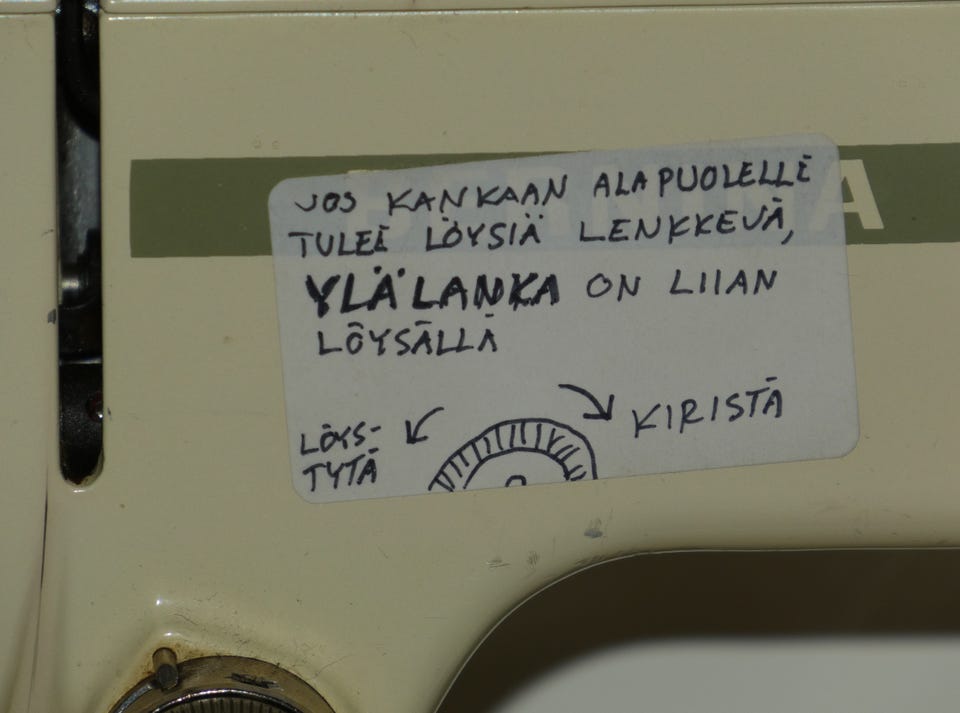 JOS KANKAAN ALAPUOLELLE
TULEE LÖYSIÄ LENKKEJÄ,
YLÄLANKA ON LIIAN
LÖYSÄLLÄ
KIRISTÄ
LÖYS-
TYTÄ